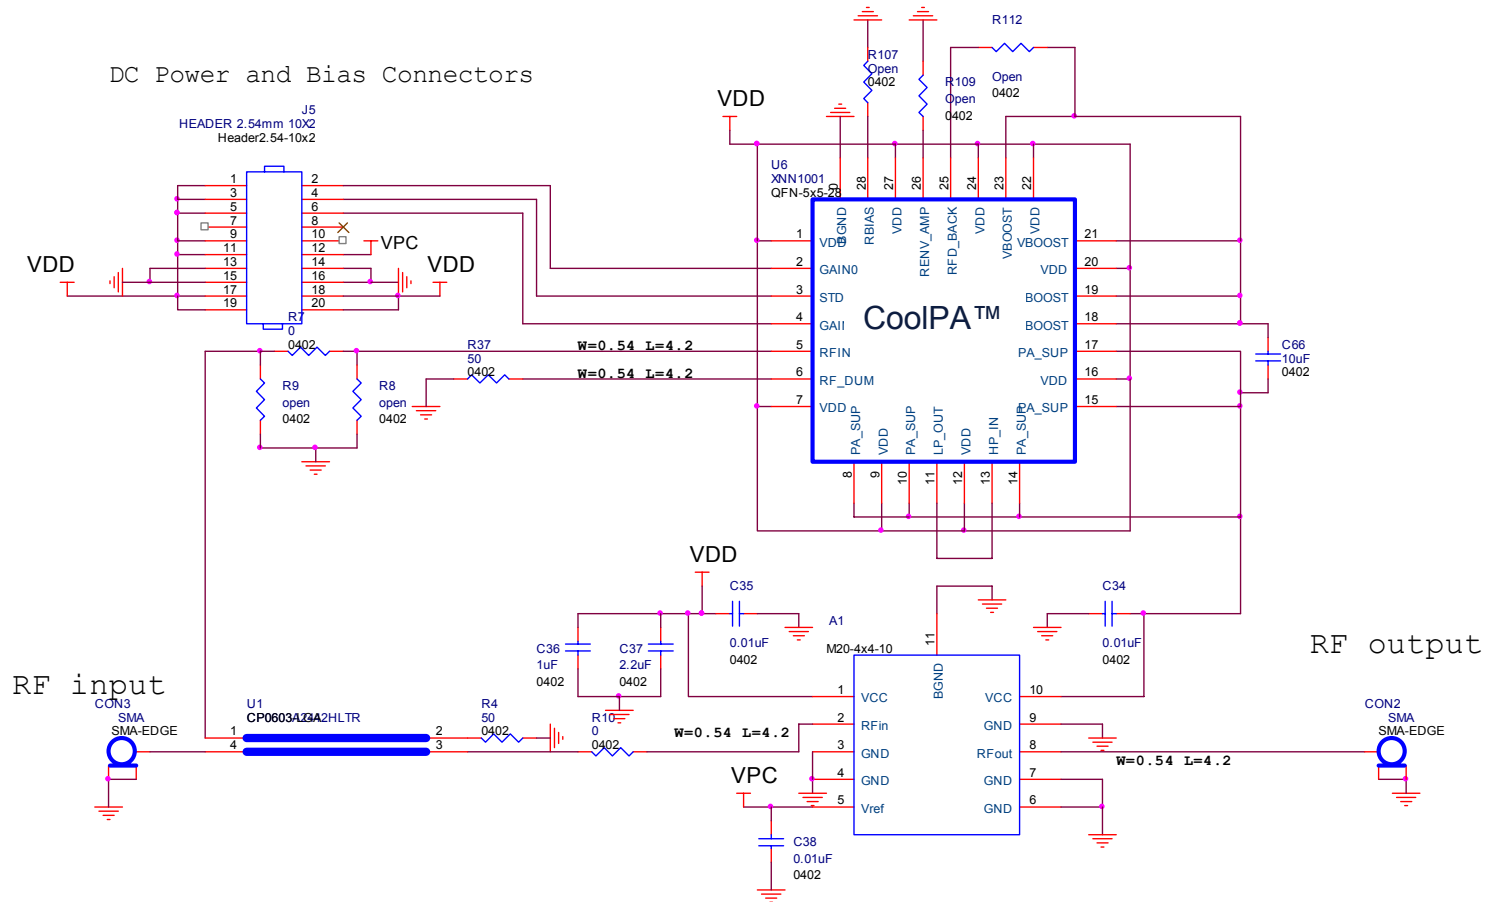 DC Power and Bias Connectors
J5
HEADER 2.54mm 10X2
Header2.54-10x2
1
3
5
7
9
11
13
15
17
19
2
4
6
8
10
12
14
16
18
20
VPC
VDD
VDD
R7
0
0402
R9
open
0402
R8
open
0402
R37
50
0402
W=0.54 L=4.2
W=0.54 L=4.2
VDD
R107
Open
0402
R109
Open
0402
R112
Open
0402
U6
XNN1001
QFN-5x5-28
BGND
28
RBIAS
27
VDD
26
RENV_AMP
25
RFD_BACK
24
VDD
23
VBOOST
22
VDD
1
VDD
2
GAIN0
3
STD
4
GAII
5
RFIN
6
RF_DUM
7
VDD
CoolPA™
VBOOST
21
VDD
20
BOOST
19
BOOST
18
PA_SUP
17
VDD
16
PA_SUP
15
PA_SUP
8
VDD
9
PA_SUP
10
LP_OUT
11
VDD
12
HP_IN
13
PA_SUP
14
C66
10uF
0402
VDD
C35
0.01uF
0402
C36
1uF
0402
C37
2.2uF
0402
C34
0.01uF
0402
A1
M20-4x4-10
11
BGND
1
VCC
2
RFin
3
GND
4
GND
5
Vref
VCC
10
GND
9
RFout
8
GND
7
GND
6
RF input
CON3
SMA
SMA-EDGE
U1
1
2
4
3
R4
50
0402
R10
0
0402
W=0.54 L=4.2
VPC
C38
0.01uF
0402
W=0.54 L=4.2
RF output
CON2
SMA
SMA-EDGE